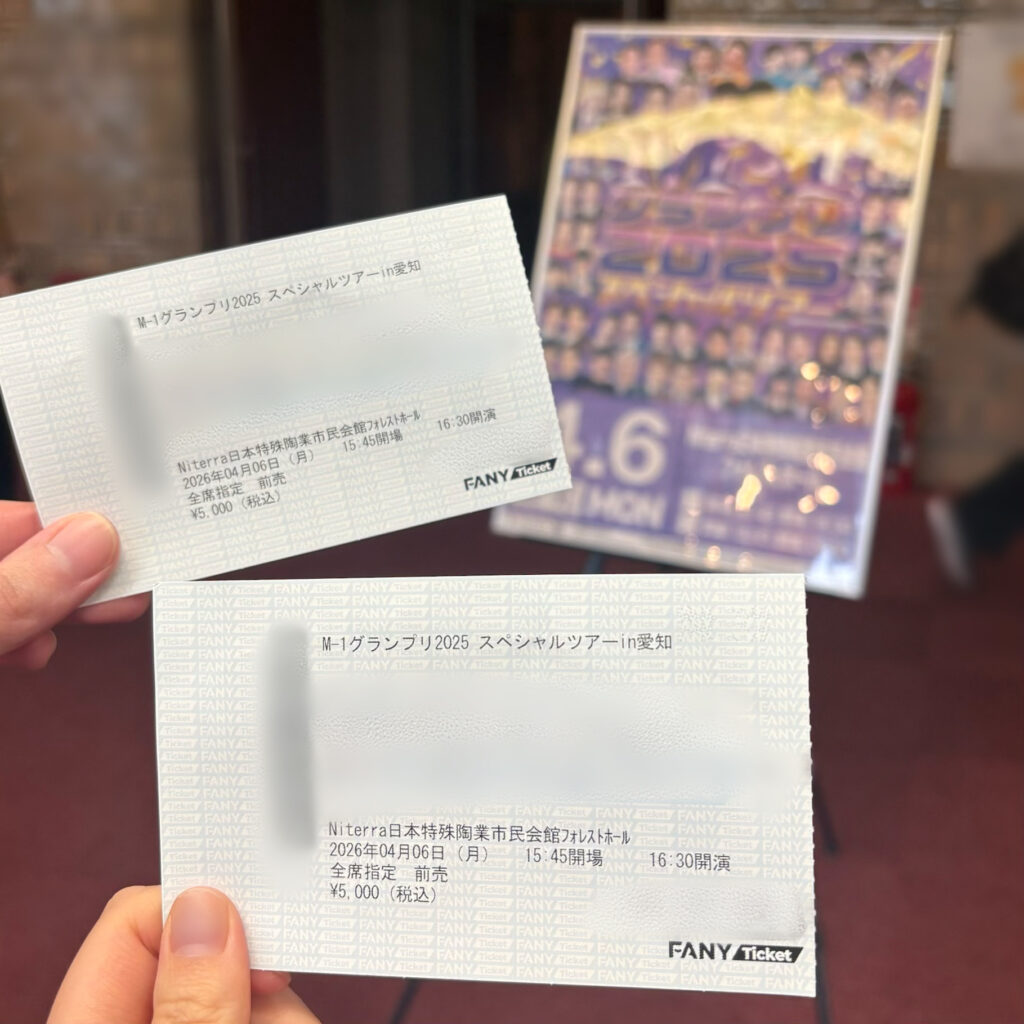 M-1グランプリ2025 スペシャルツアーin愛知
Niterra日本特殊陶業市民会館フォレストホール
2026年04月06日（月） 15:45開場 16:30開演
全席指定 前売
¥5,000（税込）
FANY Ticket
M-1グランプリ2025 スペシャルツアーin愛知
Niterra日本特殊陶業市民会館フォレストホール
2026年04月06日（月） 15:45開場 16:30開演
全席指定 前売
¥5,000（税込）
FANY Ticket
2025
4.6
MON